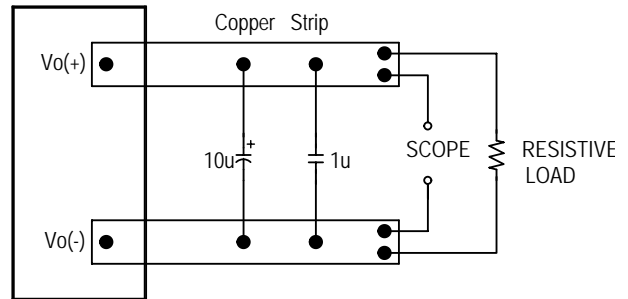 Copper Strip
Vo(+)
+
10u
1u
SCOPE
RESISTIVE
LOAD
Vo(-)